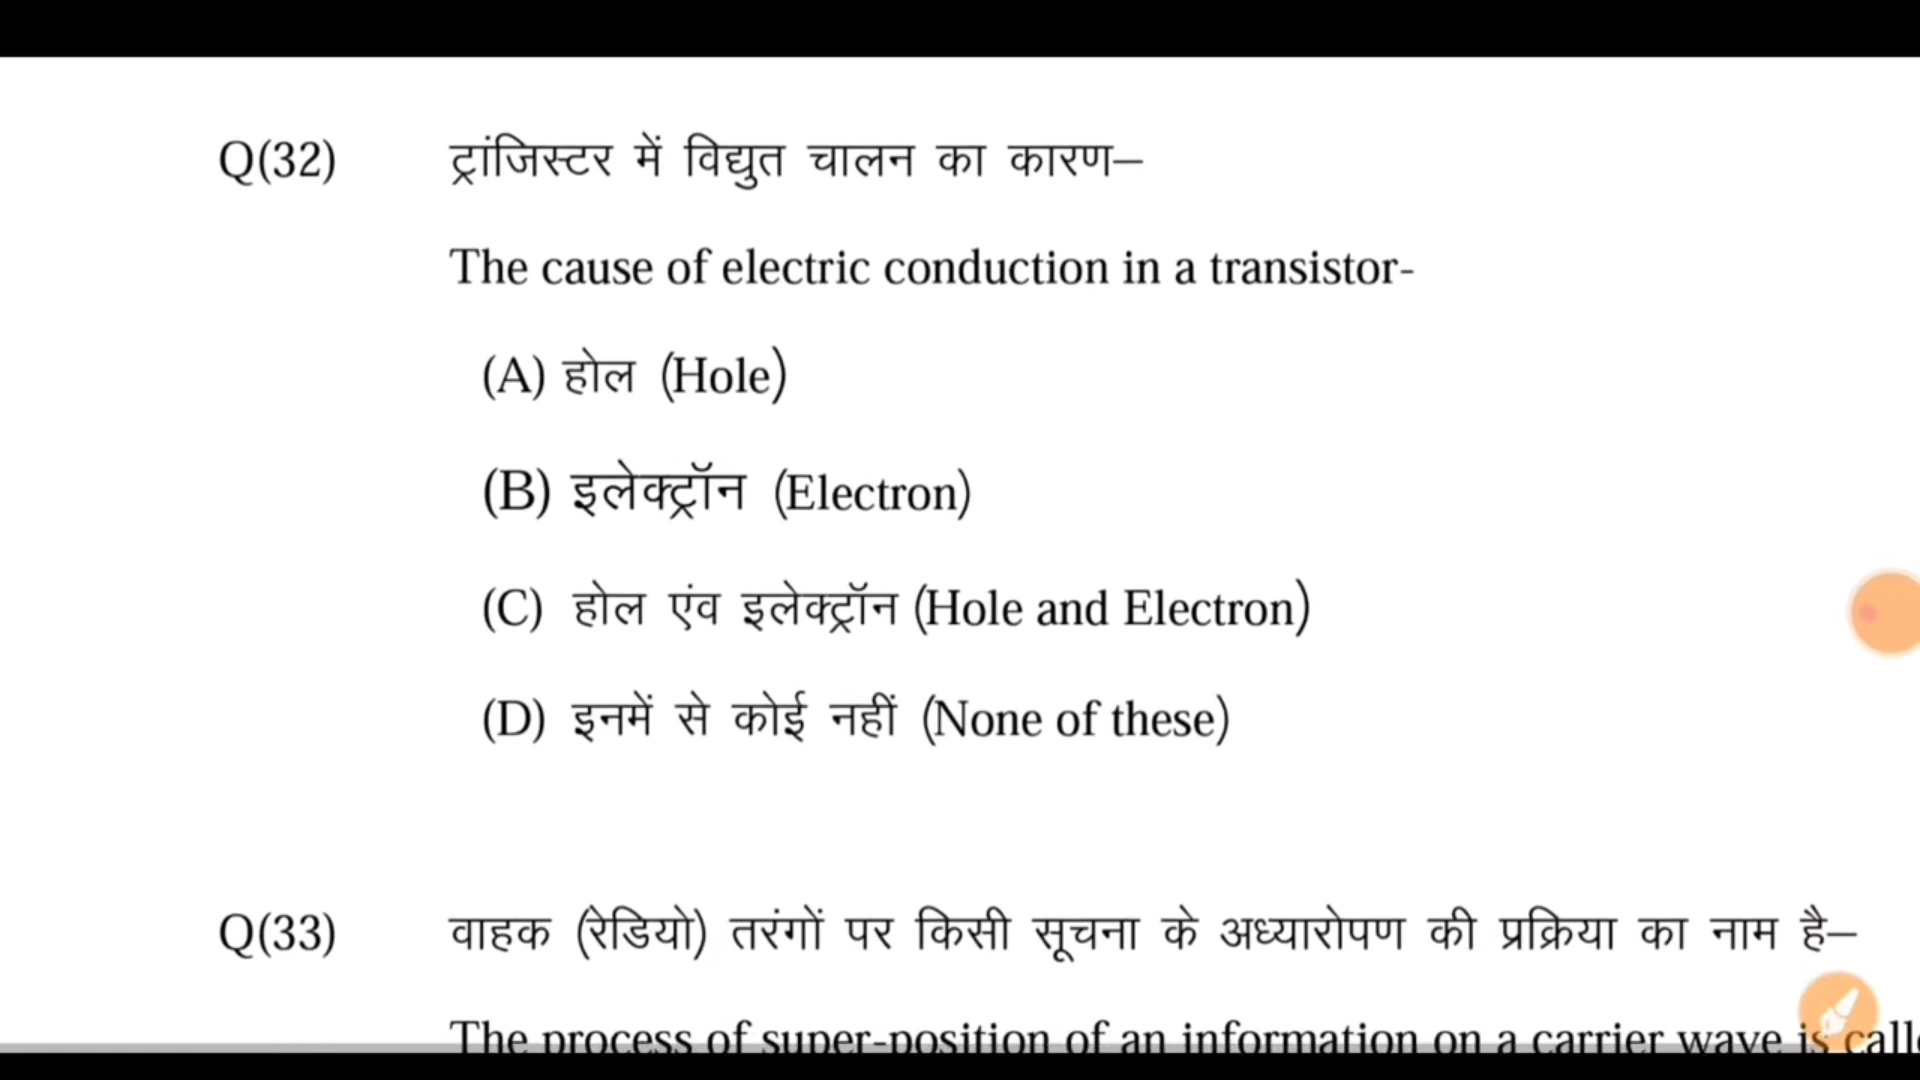 Q(32) ट्रांजिस्टर में विद्युत चालन का कारण–
The cause of electric conduction in a transistor-
(A) होल (Hole)
(B) इलेक्ट्रॉन (Electron)
(C) होल एंव इलेक्ट्रॉन (Hole and Electron)
(D) इनमें से कोई नहीं (None of these)
Q(33) वाहक (रेडियो) तरंगों पर किसी सूचना के अध्यारोपण की प्रक्रिया का नाम है–
The process of super-position of an information on a carrier wave is